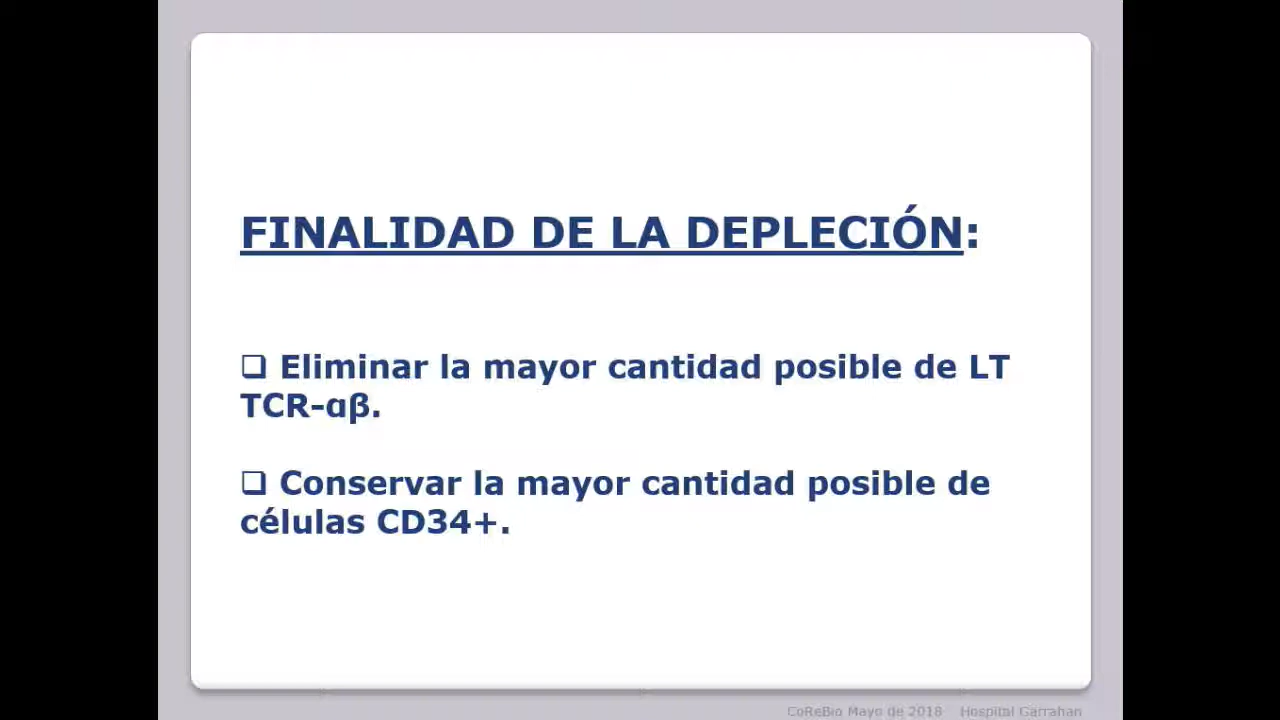 FINALIDAD DE LA DEPLECIÓN:
❑ Eliminar la mayor cantidad posible de LT
TCR-αβ.
❑ Conservar la mayor cantidad posible de
células CD34+.
CoReBio Mayo de 2018 Hospital Garrahan